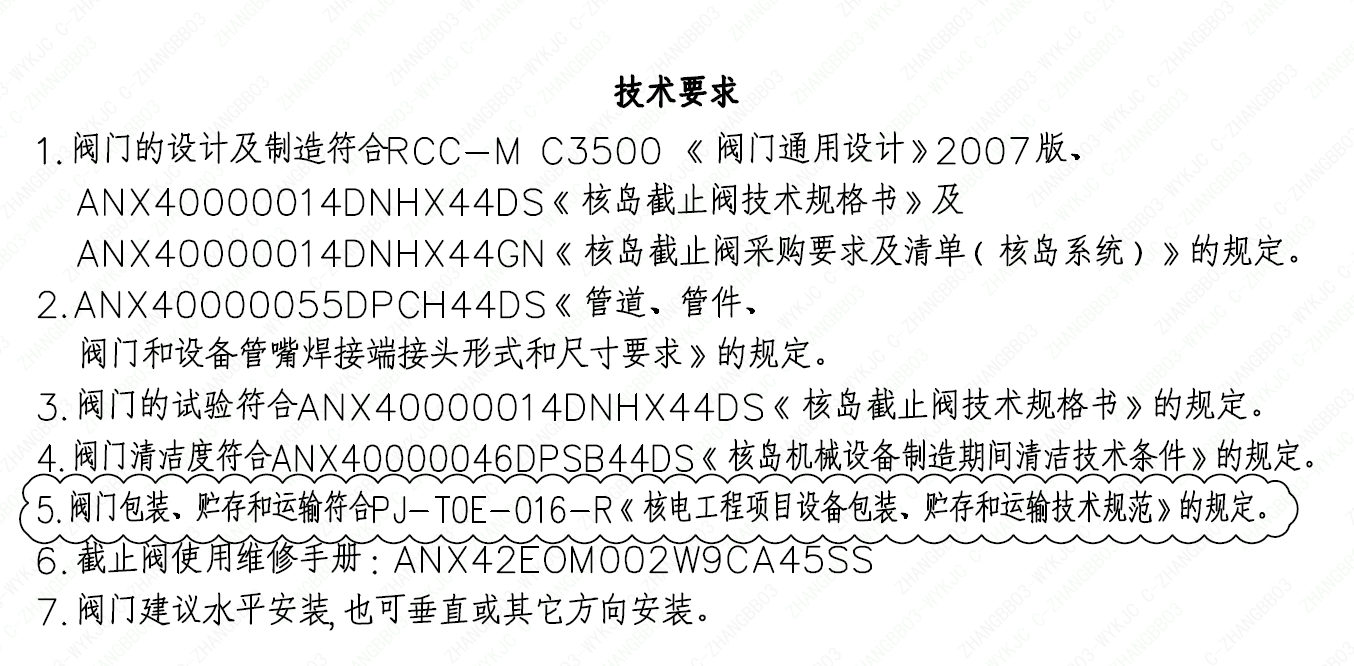 技术要求
1.阀门的设计及制造符合RCC-M C3500《阀门通用设计》2007版、
ANX40000014DNHX44DS《核岛截止阀技术规格书》及
ANX40000014DNHX44GN《核岛截止阀采购要求及清单(核岛系统)》的规定。
2.ANX40000055DPCH44DS《管道、管件、
阀门和设备管嘴焊接端接头形式和尺寸要求》的规定。
3.阀门的试验符合ANX40000014DNHX44DS《核岛截止阀技术规格书》的规定。
4.阀门清洁度符合ANX40000046DPSB44DS《核岛机械设备制造期间清洁技术条件》的规定。
5.阀门包装、贮存和运输符合PJ-T0E-016-R《核电工程项目设备包装、贮存和运输技术规范》的规定。
6.截止阀使用维修手册:ANX42EOM002W9CA45SS
7.阀门建议水平安装,也可垂直或其它方向安装。